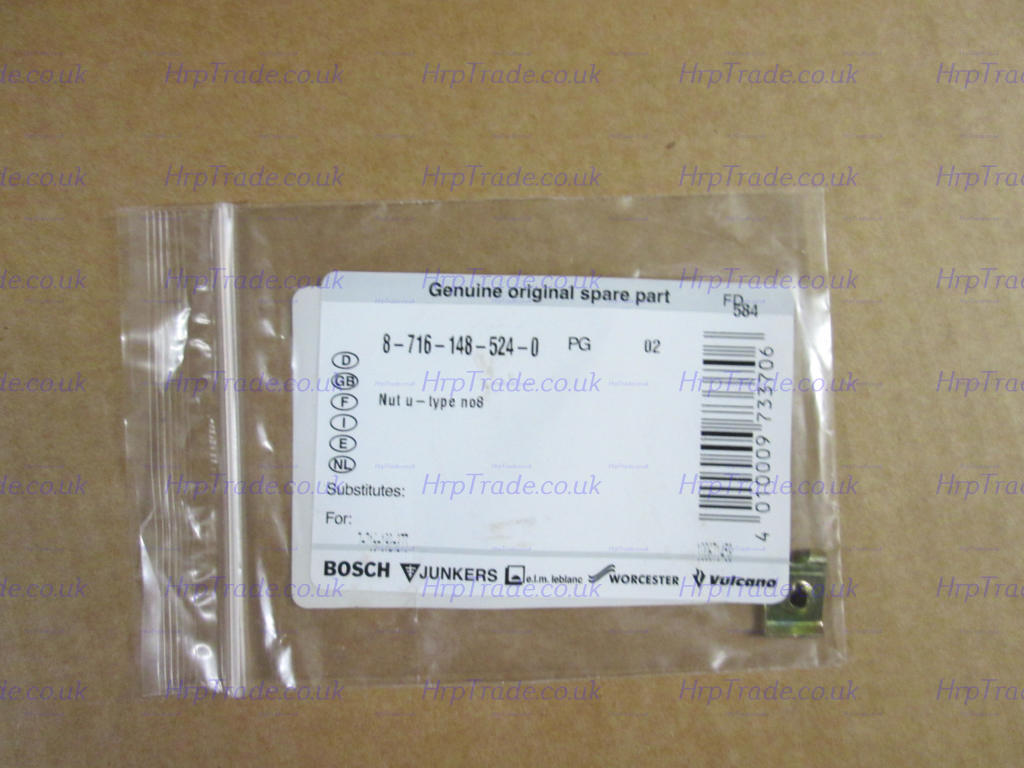 HrpTrade.co.uk
Genuine original spare part FD 584
8-716-148-524-0 PG 02
D
GB
F
I
E
NL
Nut u-type no8
Substitutes:
For:
4 010009 733206
BOSCH JUNKERS e.l.m. leblanc WORCESTER Vulcano